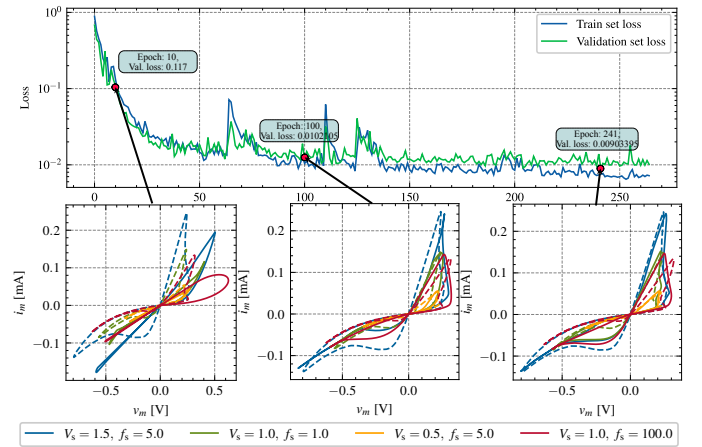 10⁰
10⁻¹
10⁻²
Loss
Train set loss
Validation set loss
Epoch: 10,
Val. loss: 0.117
Epoch: 100,
Val. loss: 0.0102105
Epoch: 241,
Val. loss: 0.00903395
0 50 100 150 200 250
i_m [mA]
0.2
0.1
0.0
−0.1
−0.5 0.0 0.5
v_m [V]
i_m [mA]
0.2
0.1
0.0
−0.1
−0.5 0.0
v_m [V]
i_m [mA]
0.2
0.1
0.0
−0.1
−0.5 0.0
v_m [V]
V_s = 1.5, f_s = 5.0 V_s = 1.0, f_s = 1.0 V_s = 0.5, f_s = 5.0 V_s = 1.0, f_s = 100.0